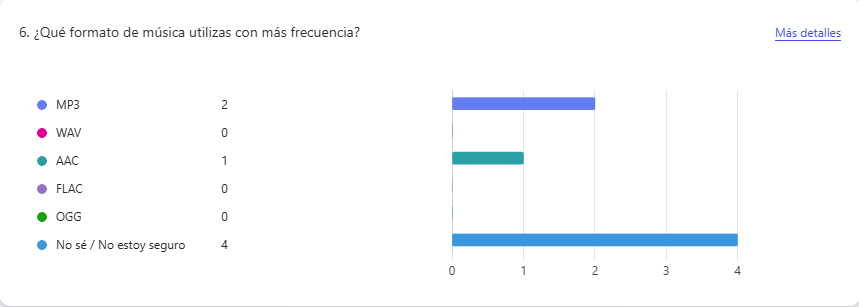 6. ¿Qué formato de música utilizas con más frecuencia?
Más detalles
MP3 2
WAV 0
AAC 1
FLAC 0
OGG 0
No sé / No estoy seguro 4
0 1 2 3 4